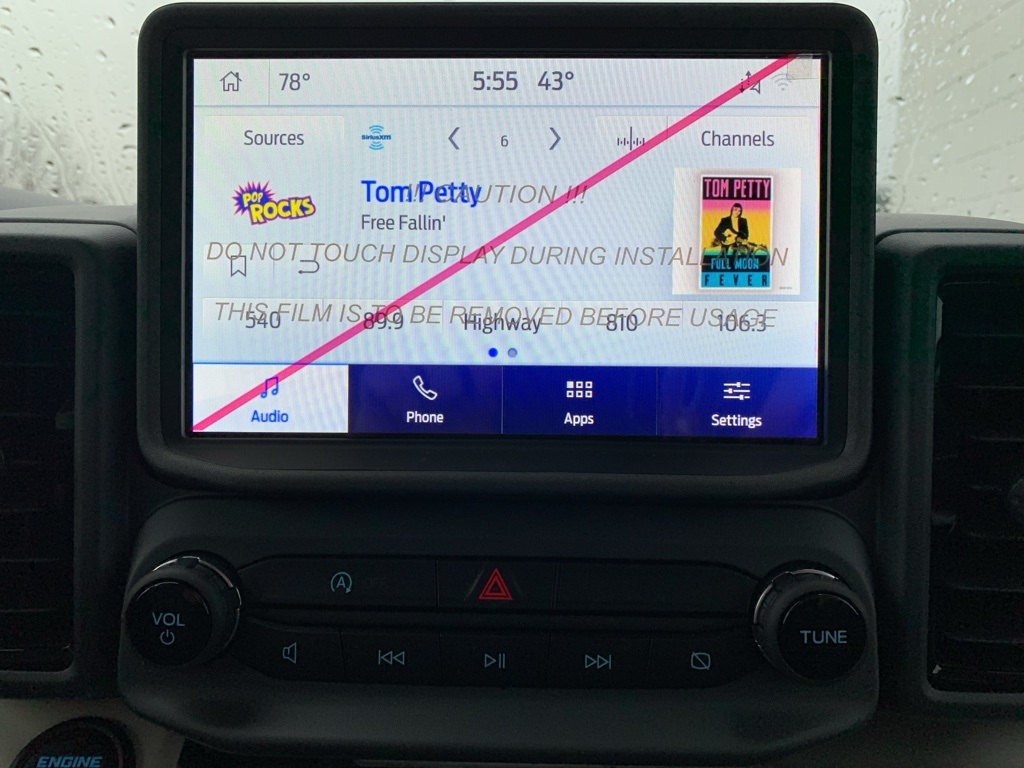 78° 5:55 43°
Sources SiriusXM 6 Channels
POP ROCKS
Tom Petty
Free Fallin'
TOM PETTY
FULL MOON
FEVER
!!! CAUTION !!!
DO NOT TOUCH DISPLAY DURING INSTALLATION
THIS FILM IS TO BE REMOVED BEFORE USAGE
540 89.9 Highway 810 106.3
Audio Phone Apps Settings
A OFF
VOL
TUNE
ENGINE